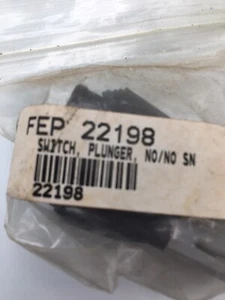 FEP 22198
SWITCH, PLUNGER, NO/NO SN
22198